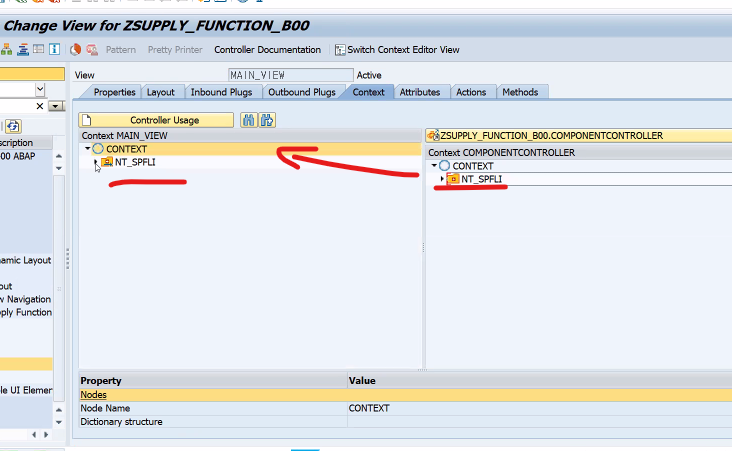 Change View for ZSUPPLY_FUNCTION_B00
Pattern Pretty Printer Controller Documentation Switch Context Editor View
View MAIN_VIEW Active
Properties Layout Inbound Plugs Outbound Plugs Context Attributes Actions Methods
Controller Usage
Context MAIN_VIEW
CONTEXT
NT_SPFLI
ZSUPPLY_FUNCTION_B00.COMPONENTCONTROLLER
Context COMPONENTCONTROLLER
CONTEXT
NT_SPFLI
scription
00 ABAP
amic Layout
out
w Navigation
ply Function
le UI Elemer
Property Value
Nodes
Node Name CONTEXT
Dictionary structure